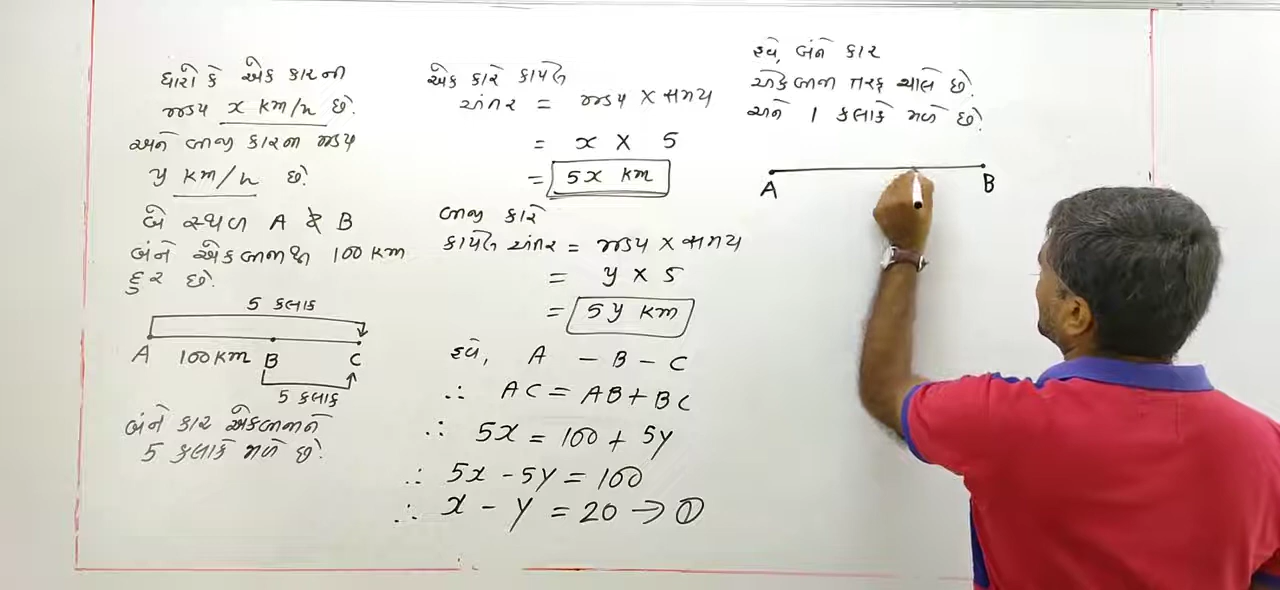 ધારો કે એક કારની
ઝડપ x km/h છે.
અને બીજી કારની ઝડપ
y km/h છે.
બે સ્થળ A & B
બંને એકબીજાથી 100 km
દુર છે.
5 કલાક
A 100 KM B C
5 કલાક
બંને કાર એકબીજાને
5 કલાકે મળે છે.
એક કારે કાપેલ
અંતર = ઝડપ × સમય
= x × 5
= 5x km
બીજી કારે
કાપેલ અંતર = ઝડપ × સમય
= y × 5
= 5y km
હવે, A – B – C
∴ AC = AB + BC
∴ 5x = 100 + 5y
∴ 5x - 5y = 100
∴ x - y = 20 → ①
હવે, બંને કાર
એકબીજા તરફ ચાલે છે.
અને 1 કલાકે મળે છે.
A B